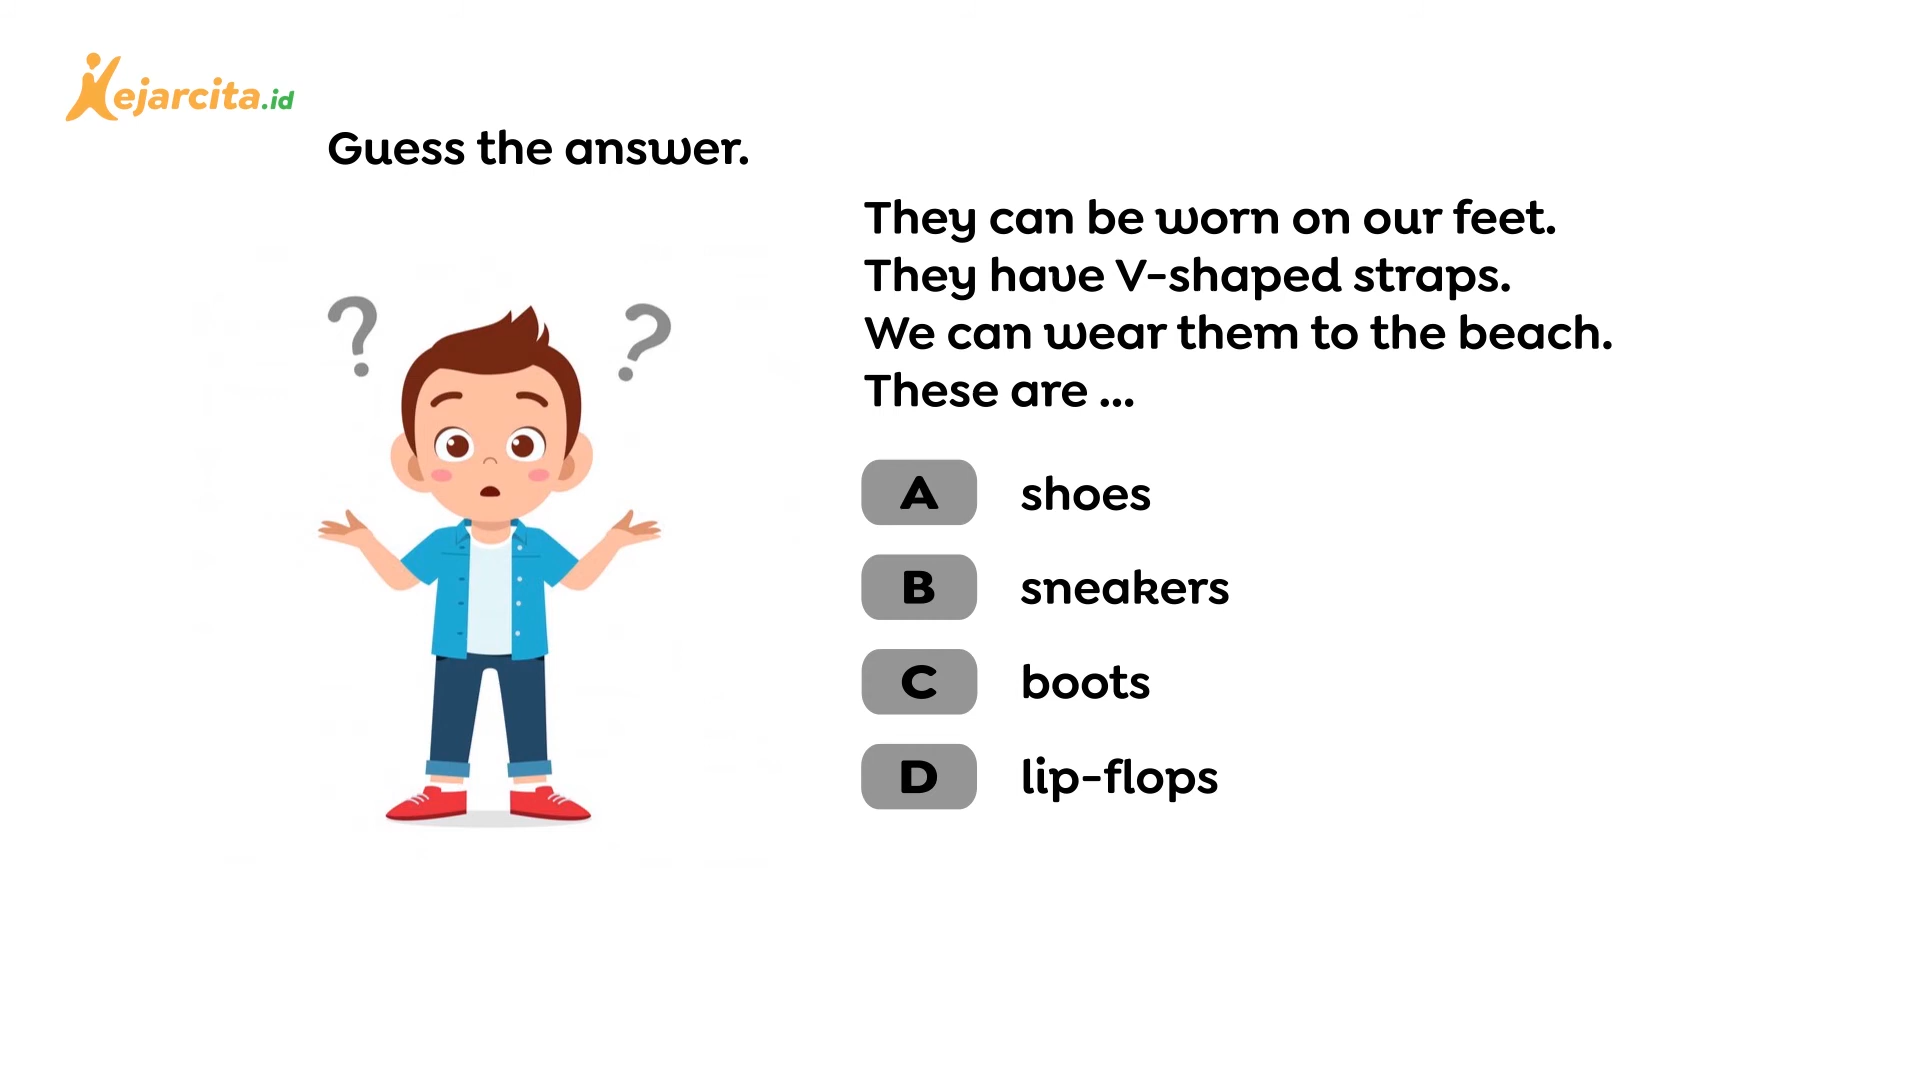 Kejarcita.id
Guess the answer.
They can be worn on our feet.
They have V-shaped straps.
We can wear them to the beach.
These are ...
A shoes
B sneakers
C boots
D lip-flops
? ?